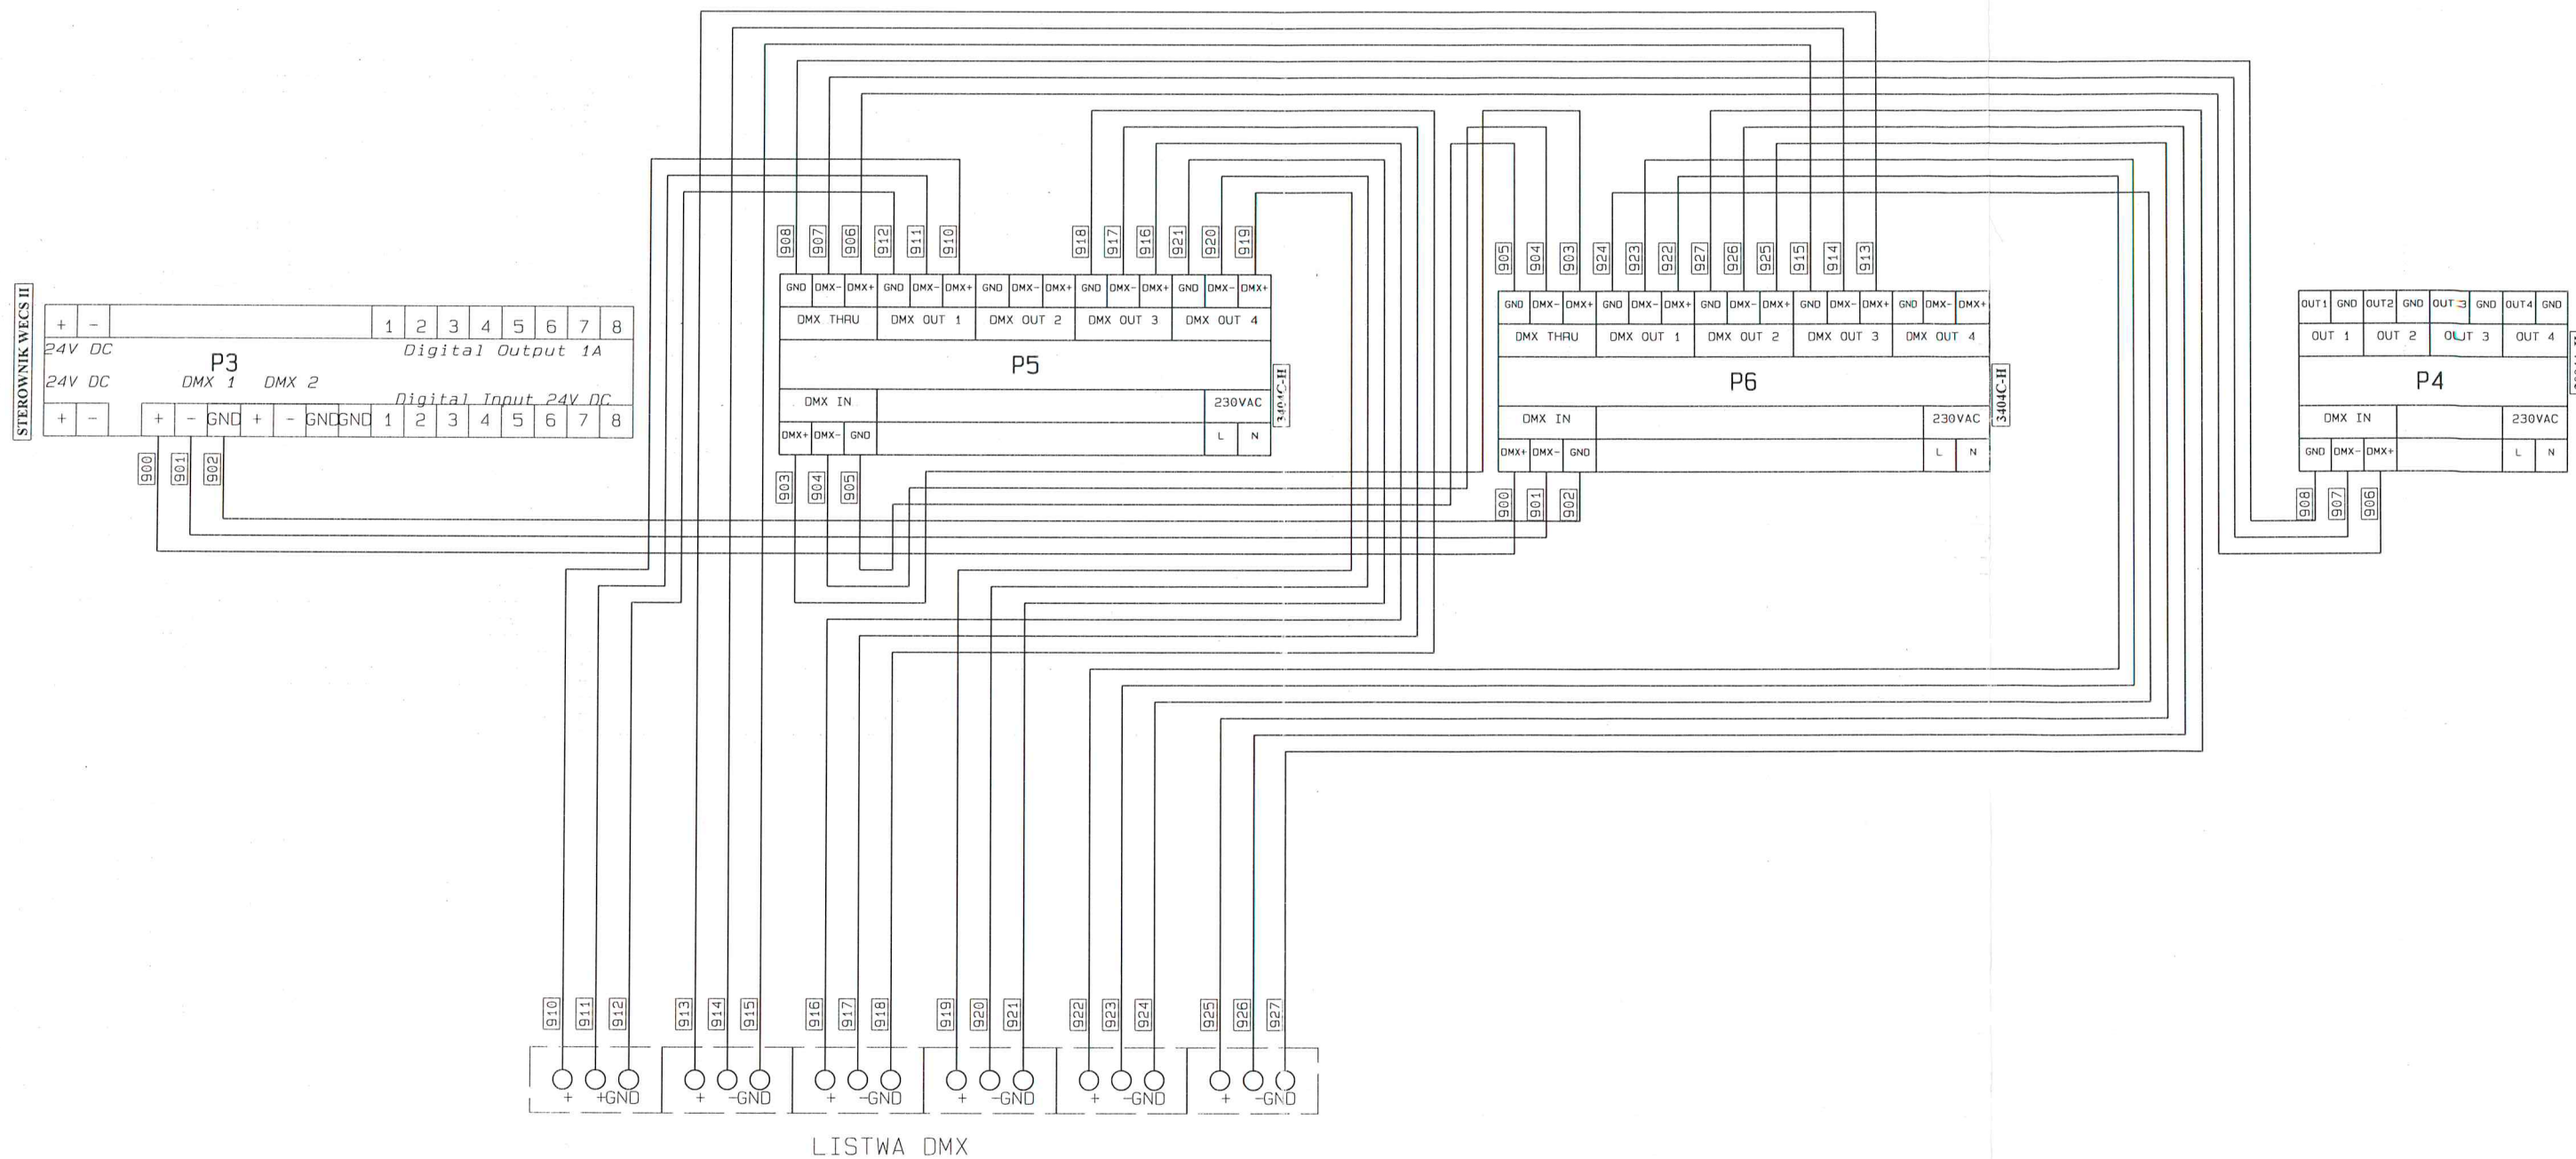 908 907 906 912 911 910 918 917 916 921 920 919
905 904 903 924 923 922 927 926 925 915 914 913
STEROWNIK WECS II
+ - 1 2 3 4 5 6 7 8
24V DC Digital Output 1A
P3
24V DC DMX 1 DMX 2
Digital Input 24V DC
+ - + - GND + - GND GND 1 2 3 4 5 6 7 8
900 901 902
GND DMX- DMX+ GND DMX- DMX+ GND DMX- DMX+ GND DMX- DMX+ GND DMX- DMX+
DMX THRU DMX OUT 1 DMX OUT 2 DMX OUT 3 DMX OUT 4
P5
3404C-H
DMX IN 230VAC
DMX+ DMX- GND L N
903 904 905
GND DMX- DMX+ GND DMX- DMX+ GND DMX- DMX+ GND DMX- DMX+ GND DMX- DMX+
DMX THRU DMX OUT 1 DMX OUT 2 DMX OUT 3 DMX OUT 4
P6
3404C-H
DMX IN 230VAC
DMX+ DMX- GND L N
900 901 902
OUT1 GND OUT2 GND OUT 3 GND OUT4 GND
OUT 1 OUT 2 OUT 3 OUT 4
P4
DMX IN 230VAC
GND DMX- DMX+ L N
908 907 906
910 911 912 913 914 915 916 917 918 919 920 921 922 923 924 925 926 927
+ +GND + -GND + -GND + -GND + -GND + -GND
LISTWA DMX